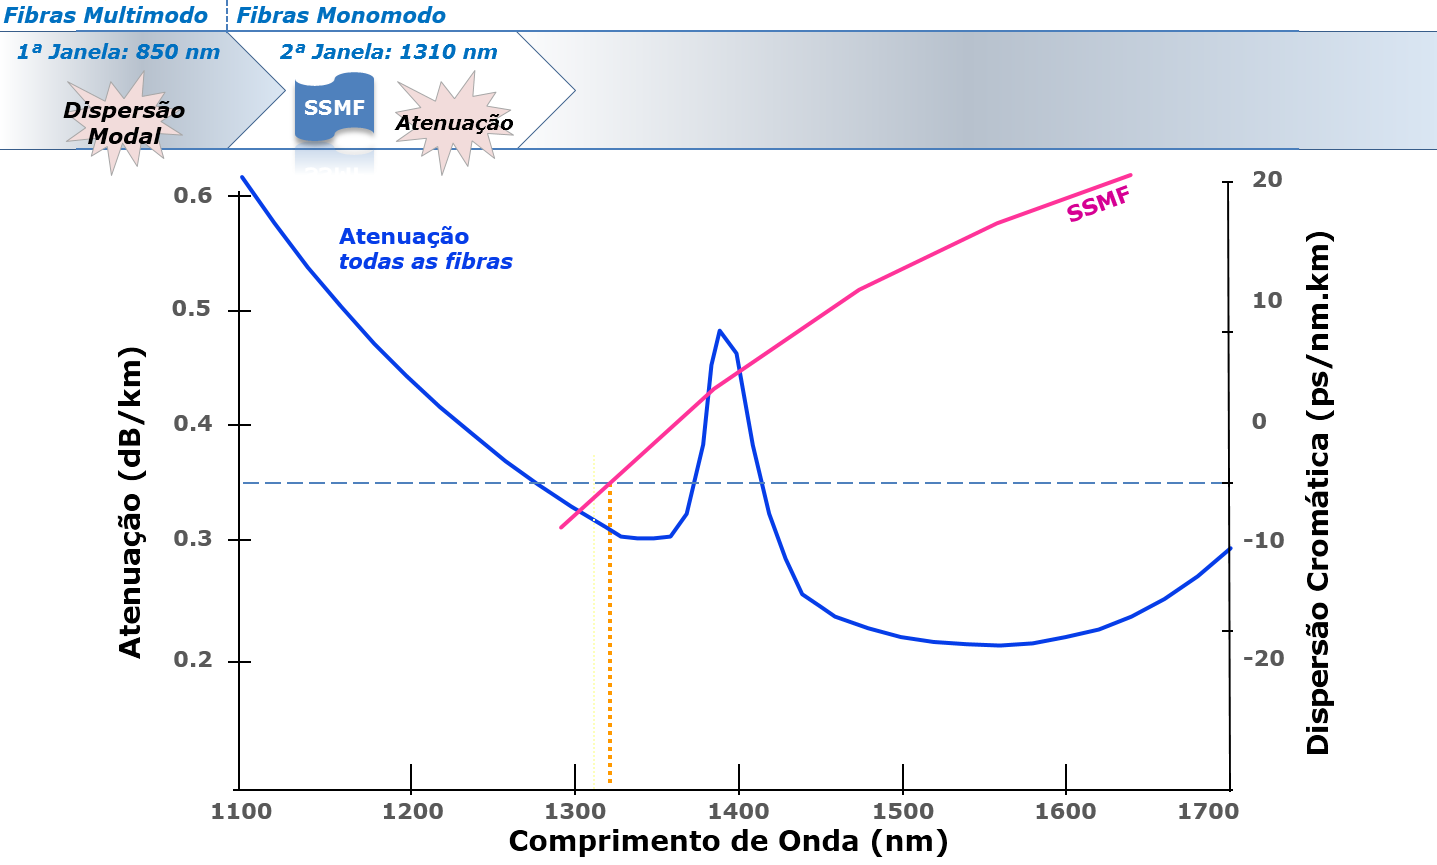 Fibras Multimodo
Fibras Monomodo
1ª Janela: 850 nm
2ª Janela: 1310 nm
Dispersão
Modal
SSMF
Atenuação
0.6
0.5
0.4
0.3
0.2
Atenuação (dB/km)
Atenuação
todas as fibras
SSMF
20
10
0
-10
-20
Dispersão Cromática (ps/nm.km)
1100
1200
1300
1400
1500
1600
1700
Comprimento de Onda (nm)